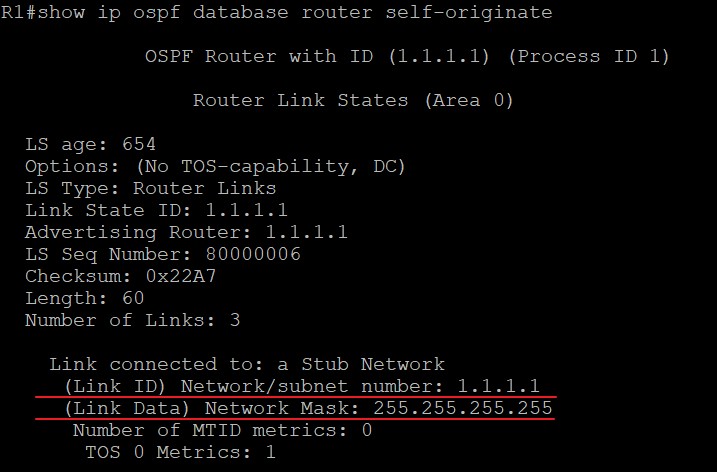 R1#show ip ospf database router self-originate
OSPF Router with ID (1.1.1.1) (Process ID 1)
Router Link States (Area 0)
LS age: 654
Options: (No TOS-capability, DC)
LS Type: Router Links
Link State ID: 1.1.1.1
Advertising Router: 1.1.1.1
LS Seq Number: 80000006
Checksum: 0x22A7
Length: 60
Number of Links: 3
Link connected to: a Stub Network
(Link ID) Network/subnet number: 1.1.1.1
(Link Data) Network Mask: 255.255.255.255
Number of MTID metrics: 0
TOS 0 Metrics: 1